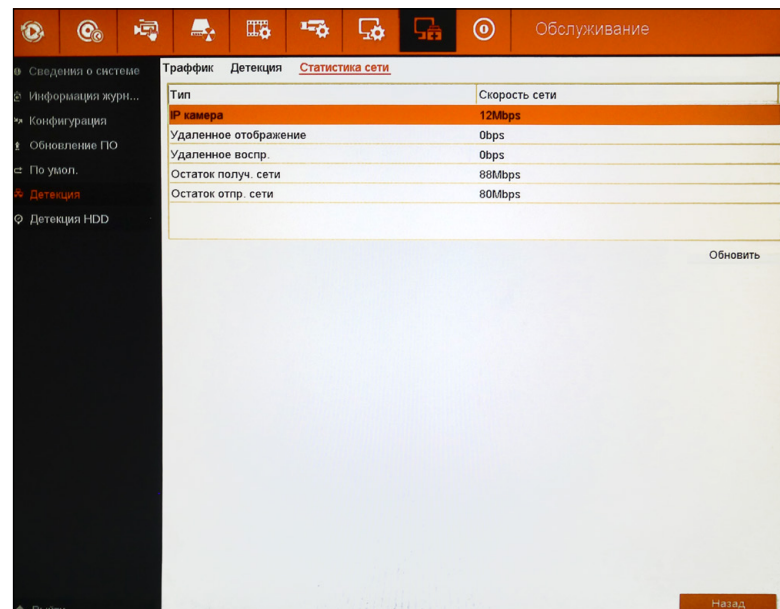 Обслуживание
Сведения о системе
Информация журн...
Конфигурация
Обновление ПО
По умол.
Детекция
Детекция HDD
Траффик Детекция Статистика сети
Тип Скорость сети
IP камера 12Mbps
Удаленное отображение 0bps
Удаленное воспр. 0bps
Остаток получ. сети 88Mbps
Остаток отпр. сети 80Mbps
Обновить
Назад